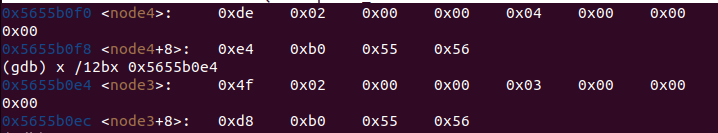 0x5655b0f0 <node4>: 0xde 0x02 0x00 0x00 0x04 0x00 0x00
0x00
0x5655b0f8 <node4+8>: 0xe4 0xb0 0x55 0x56
(gdb) x /12bx 0x5655b0e4
0x5655b0e4 <node3>: 0x4f 0x02 0x00 0x00 0x03 0x00 0x00
0x00
0x5655b0ec <node3+8>: 0xd8 0xb0 0x55 0x56